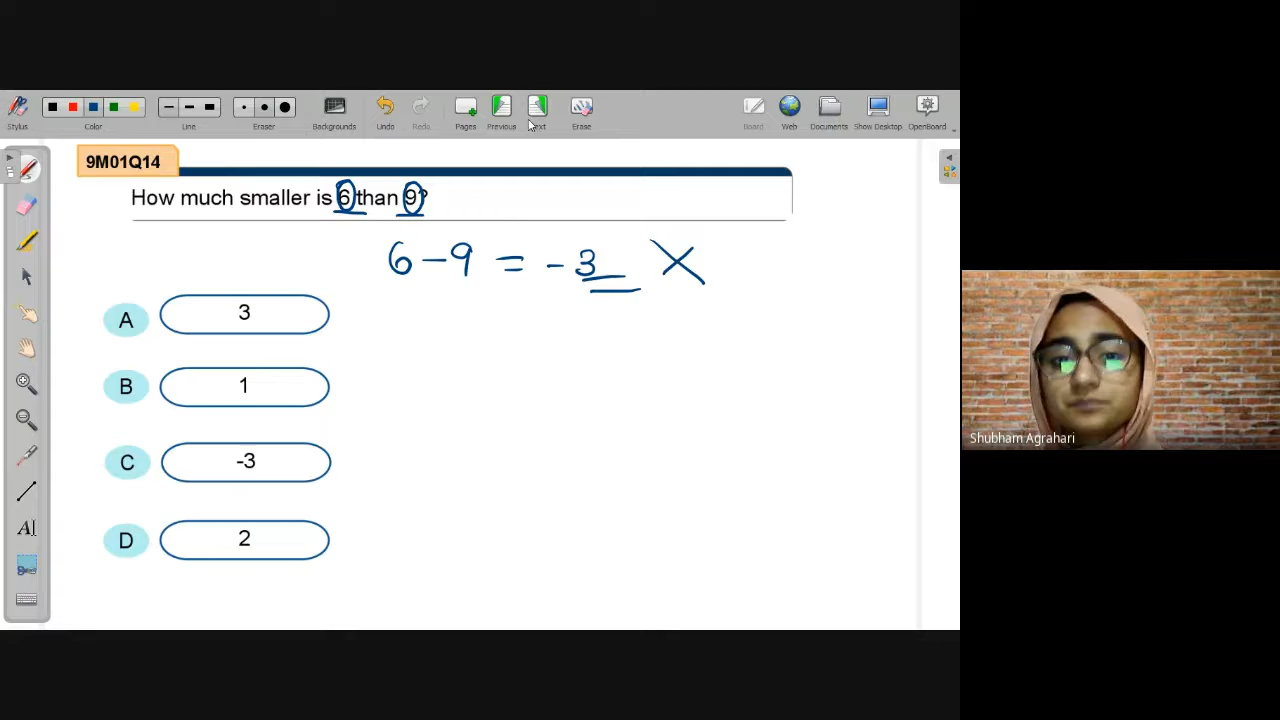 Stylus
Color
Line
Eraser
Backgrounds
Undo
Redo
Pages
Previous
Next
Erase
Board
Web
Documents
Show Desktop
OpenBoard
9M01Q14
How much smaller is 6 than 9?
6 - 9 = - 3 X
A 3
B 1
C -3
D 2
Shubham Agrahari